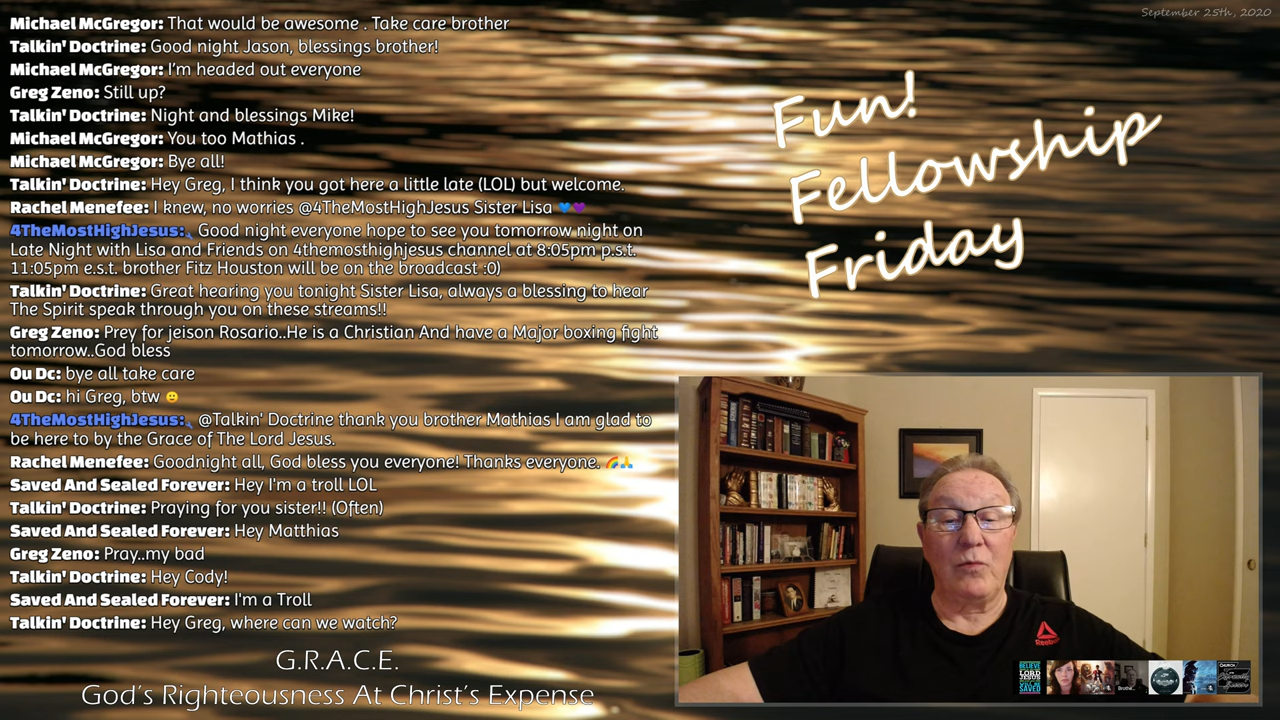 September 25th, 2020
Michael McGregor: That would be awesome . Take care brother
Talkin' Doctrine: Good night Jason, blessings brother!
Michael McGregor: I'm headed out everyone
Greg Zeno: Still up?
Talkin' Doctrine: Night and blessings Mike!
Michael McGregor: You too Mathias .
Michael McGregor: Bye all!
Talkin' Doctrine: Hey Greg, I think you got here a little late (LOL) but welcome.
Rachel Menefee: I knew, no worries @4TheMostHighJesus Sister Lisa 💙💜
4TheMostHighJesus: Good night everyone hope to see you tomorrow night on
Late Night with Lisa and Friends on 4themosthighjesus channel at 8:05pm p.s.t.
11:05pm e.s.t. brother Fitz Houston will be on the broadcast :0)
Talkin' Doctrine: Great hearing you tonight Sister Lisa, always a blessing to hear
The Spirit speak through you on these streams!!
Greg Zeno: Prey for jeison Rosario..He is a Christian And have a Major boxing fight
tomorrow..God bless
Ou Dc: bye all take care
Ou Dc: hi Greg, btw 🙂
4TheMostHighJesus: @Talkin' Doctrine thank you brother Mathias I am glad to
be here to by the Grace of The Lord Jesus.
Rachel Menefee: Goodnight all, God bless you everyone! Thanks everyone. 🌈🙏
Saved And Sealed Forever: Hey I'm a troll LOL
Talkin' Doctrine: Praying for you sister!! (Often)
Saved And Sealed Forever: Hey Matthias
Greg Zeno: Pray..my bad
Talkin' Doctrine: Hey Cody!
Saved And Sealed Forever: I'm a Troll
Talkin' Doctrine: Hey Greg, where can we watch?
G.R.A.C.E.
God's Righteousness At Christ's Expense
Fun!
Fellowship
Friday
Reebok
BELIEVE
LORD
JESUS
SAVED
Brothe...
CHURCH